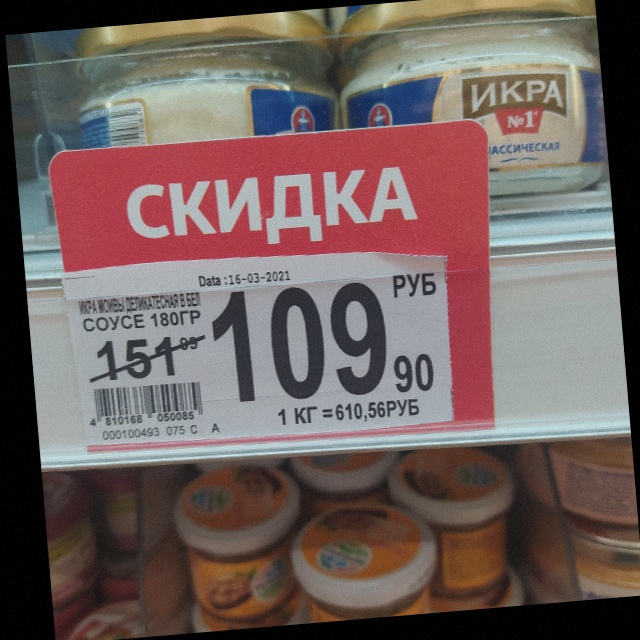 ИКРА
№1
КЛАССИЧЕСКАЯ
СКИДКА
Data :16-03-2021
ИКРА МОЙВЫ ДЕЛИКАТЕСНАЯ В БЕЛ
СОУСЕ 180ГР
151
109 90
РУБ
1 КГ =610,56РУБ
4 810168 050085
000100493 075 C A